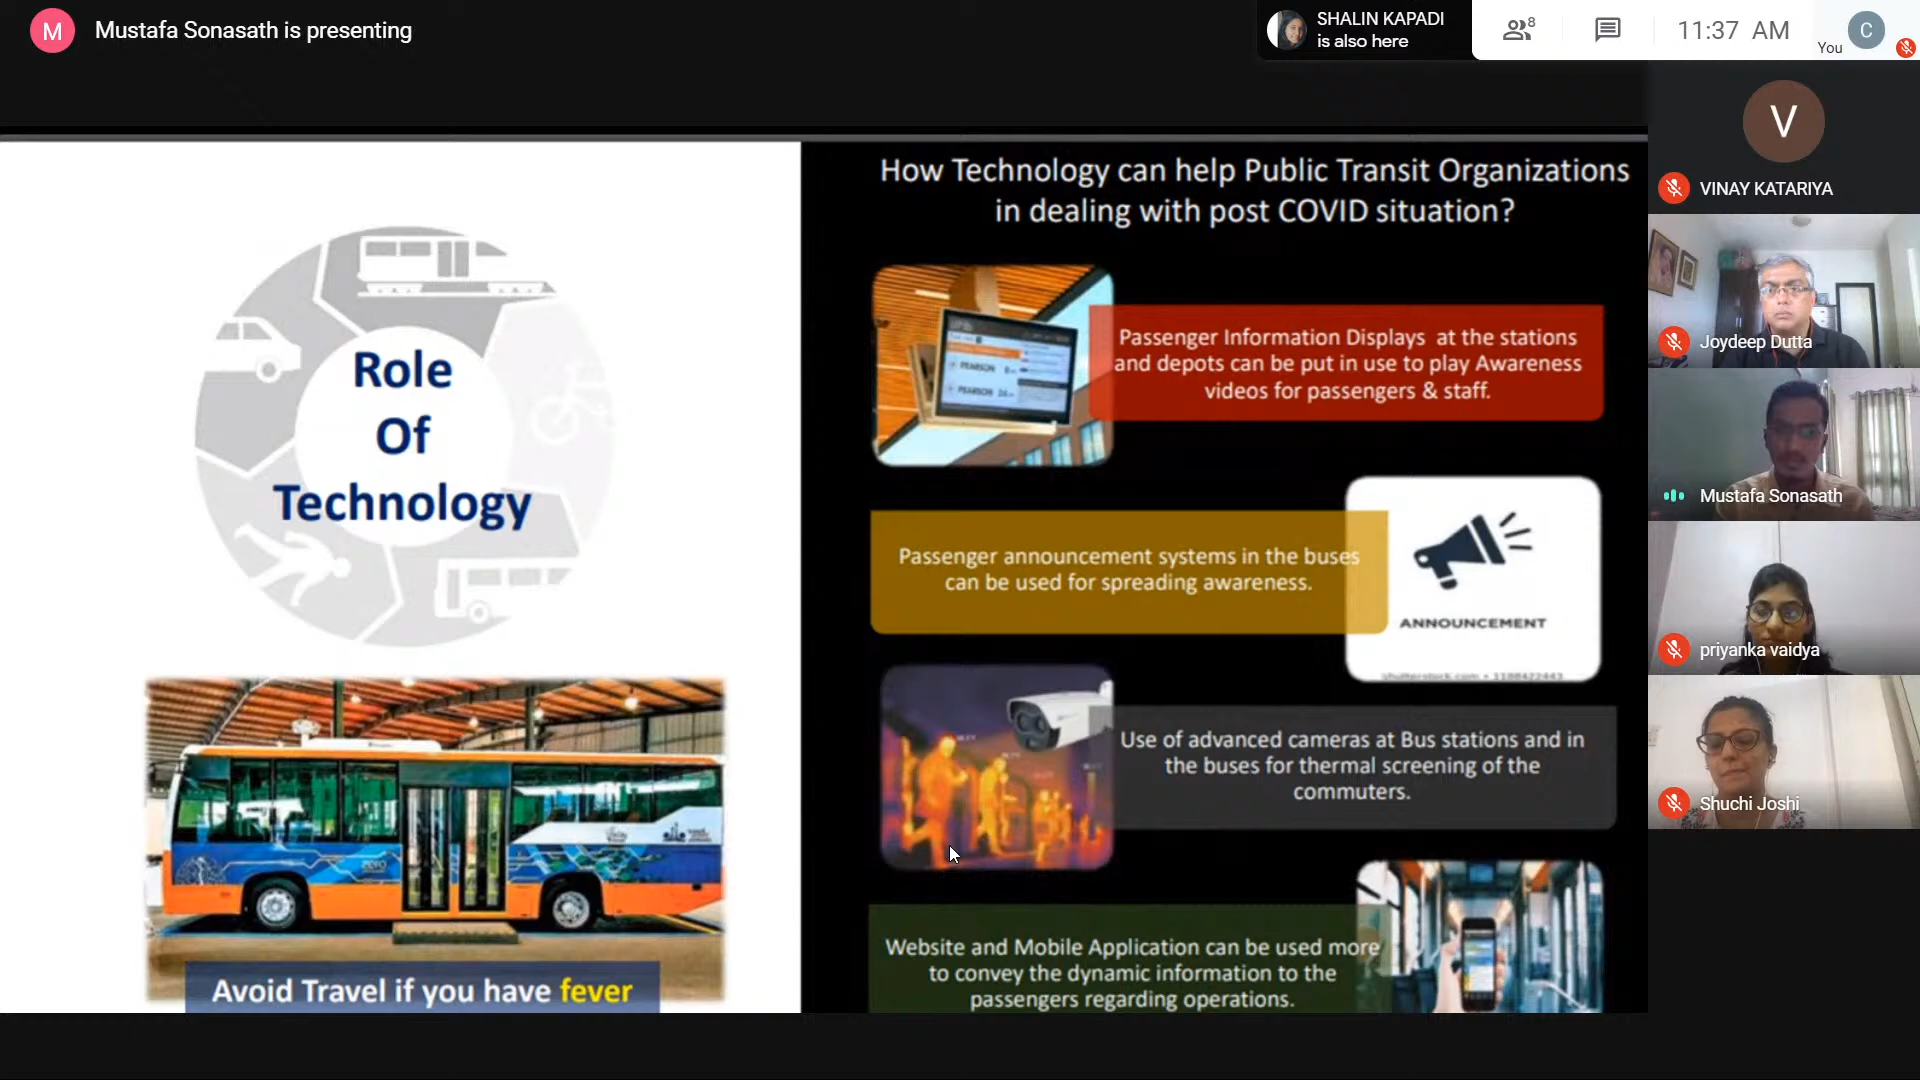 M
Mustafa Sonasath is presenting
SHALIN KAPADI
is also here
8
11:37 AM
You
C
V
VINAY KATARIYA
Joydeep Dutta
Mustafa Sonasath
priyanka vaidya
Shuchi Joshi
Role
Of
Technology
Avoid Travel if you have fever
How Technology can help Public Transit Organizations
in dealing with post COVID situation?
PEARSON
PEARSON
Passenger Information Displays at the stations
and depots can be put in use to play Awareness
videos for passengers & staff.
Passenger announcement systems in the buses
can be used for spreading awareness.
ANNOUNCEMENT
shutterstock.com • 1188422443
Use of advanced cameras at Bus stations and in
the buses for thermal screening of the
commuters.
Website and Mobile Application can be used more
to convey the dynamic information to the
passengers regarding operations.